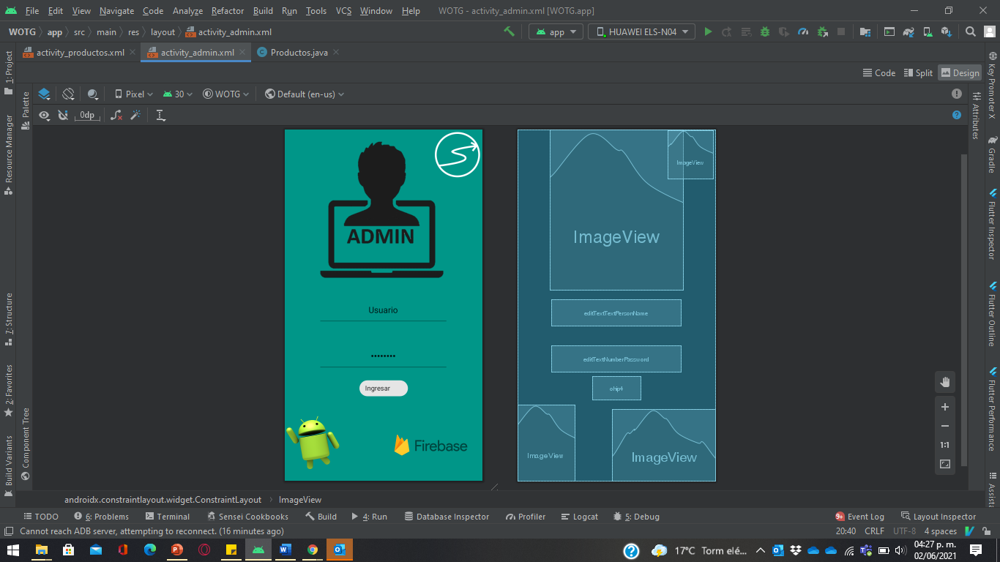 File Edit View Navigate Code Analyze Refactor Build Run Tools VCS Window Help WOTG - activity_admin.xml [WOTG.app]
WOTG app src main res layout activity_admin.xml app HUAWEI ELS-N04
activity_productos.xml activity_admin.xml Productos.java
Code Split Design
Pixel 30 WOTG Default (en-us)
0dp
1: Project
Resource Manager
7: Structure
2: Favorites
Build Variants
Palette
Component Tree
ADMIN
Usuario
••••••••
Ingresar
Firebase
ImageView
ImageView
editTextTextPersonName
editTextNumberPassword
chip4
ImageView
ImageView
1:1
Attributes
Key Promoter X
Gradle
Flutter Inspector
Flutter Outline
Flutter Performance
Assista
androidx.constraintlayout.widget.ConstraintLayout ImageView
TODO 6: Problems Terminal Sensei Cookbooks Build 4: Run Database Inspector Profiler Logcat 5: Debug 9+ Event Log Layout Inspector
Cannot reach ADB server, attempting to reconnect. (16 minutes ago) 20:40 CRLF UTF-8 4 spaces
17°C Torm elé... 04:27 p. m.
02/06/2021